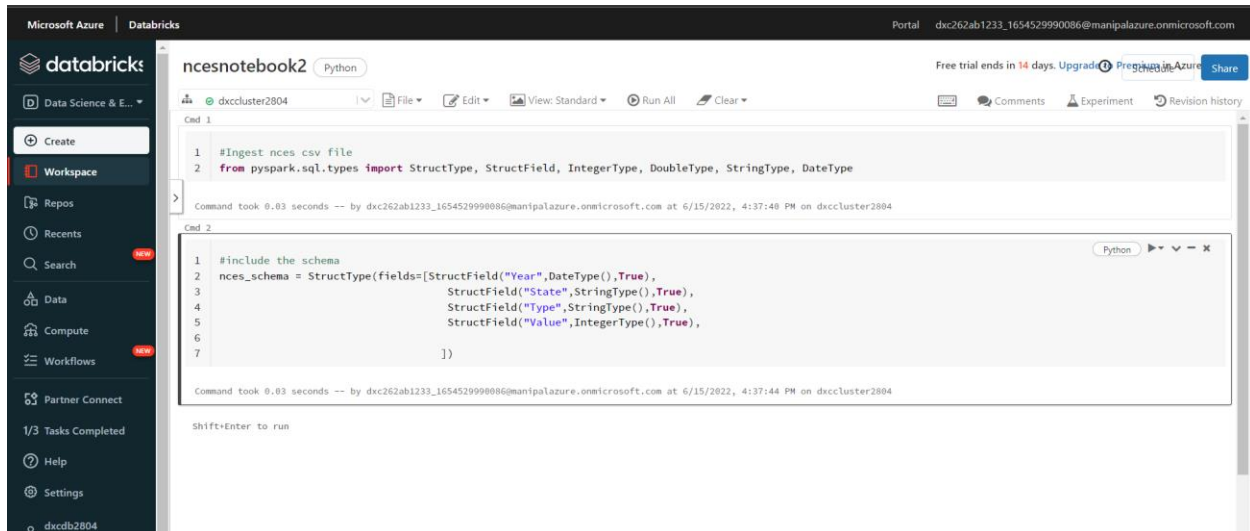 Microsoft Azure | Databricks
Portal dxc262ab1233_1654529990086@manipalazure.onmicrosoft.com
databricks
D Data Science & E...
Create
Workspace
Repos
Recents
Search NEW
Data
Compute
Workflows NEW
Partner Connect
1/3 Tasks Completed
Help
Settings
dxcdb2804
ncesnotebook2 Python
Free trial ends in 14 days. Upgrade to Premium in Azure
Schedule
Share
dxccluster2804 File Edit View: Standard Run All Clear
Comments Experiment Revision history
Cmd 1
1 #Ingest nces csv file
2 from pyspark.sql.types import StructType, StructField, IntegerType, DoubleType, StringType, DateType
Command took 0.03 seconds -- by dxc262ab1233_1654529990086@manipalazure.onmicrosoft.com at 6/15/2022, 4:37:40 PM on dxccluster2804
Cmd 2
Python
1 #include the schema
2 nces_schema = StructType(fields=[StructField("Year",DateType(),True),
3 StructField("State",StringType(),True),
4 StructField("Type",StringType(),True),
5 StructField("Value",IntegerType(),True),
6
7 ])
Command took 0.03 seconds -- by dxc262ab1233_1654529990086@manipalazure.onmicrosoft.com at 6/15/2022, 4:37:44 PM on dxccluster2804
Shift+Enter to run